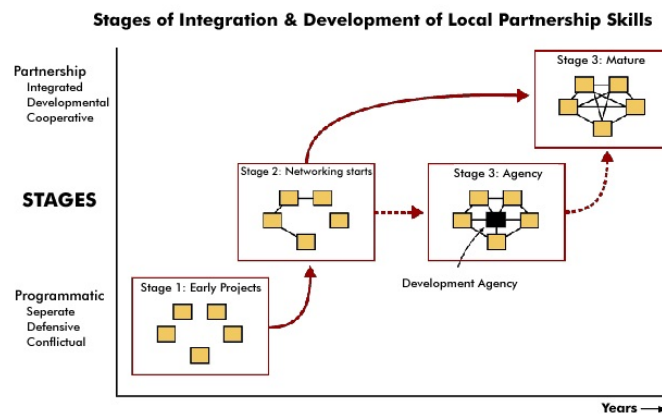 Stages of Integration & Development of Local Partnership Skills
Partnership
Integrated
Developmental
Cooperative
Stage 3: Mature
STAGES
Stage 2: Networking starts
Stage 3: Agency
Development Agency
Programmatic
Seperate
Defensive
Conflictual
Stage 1: Early Projects
Years